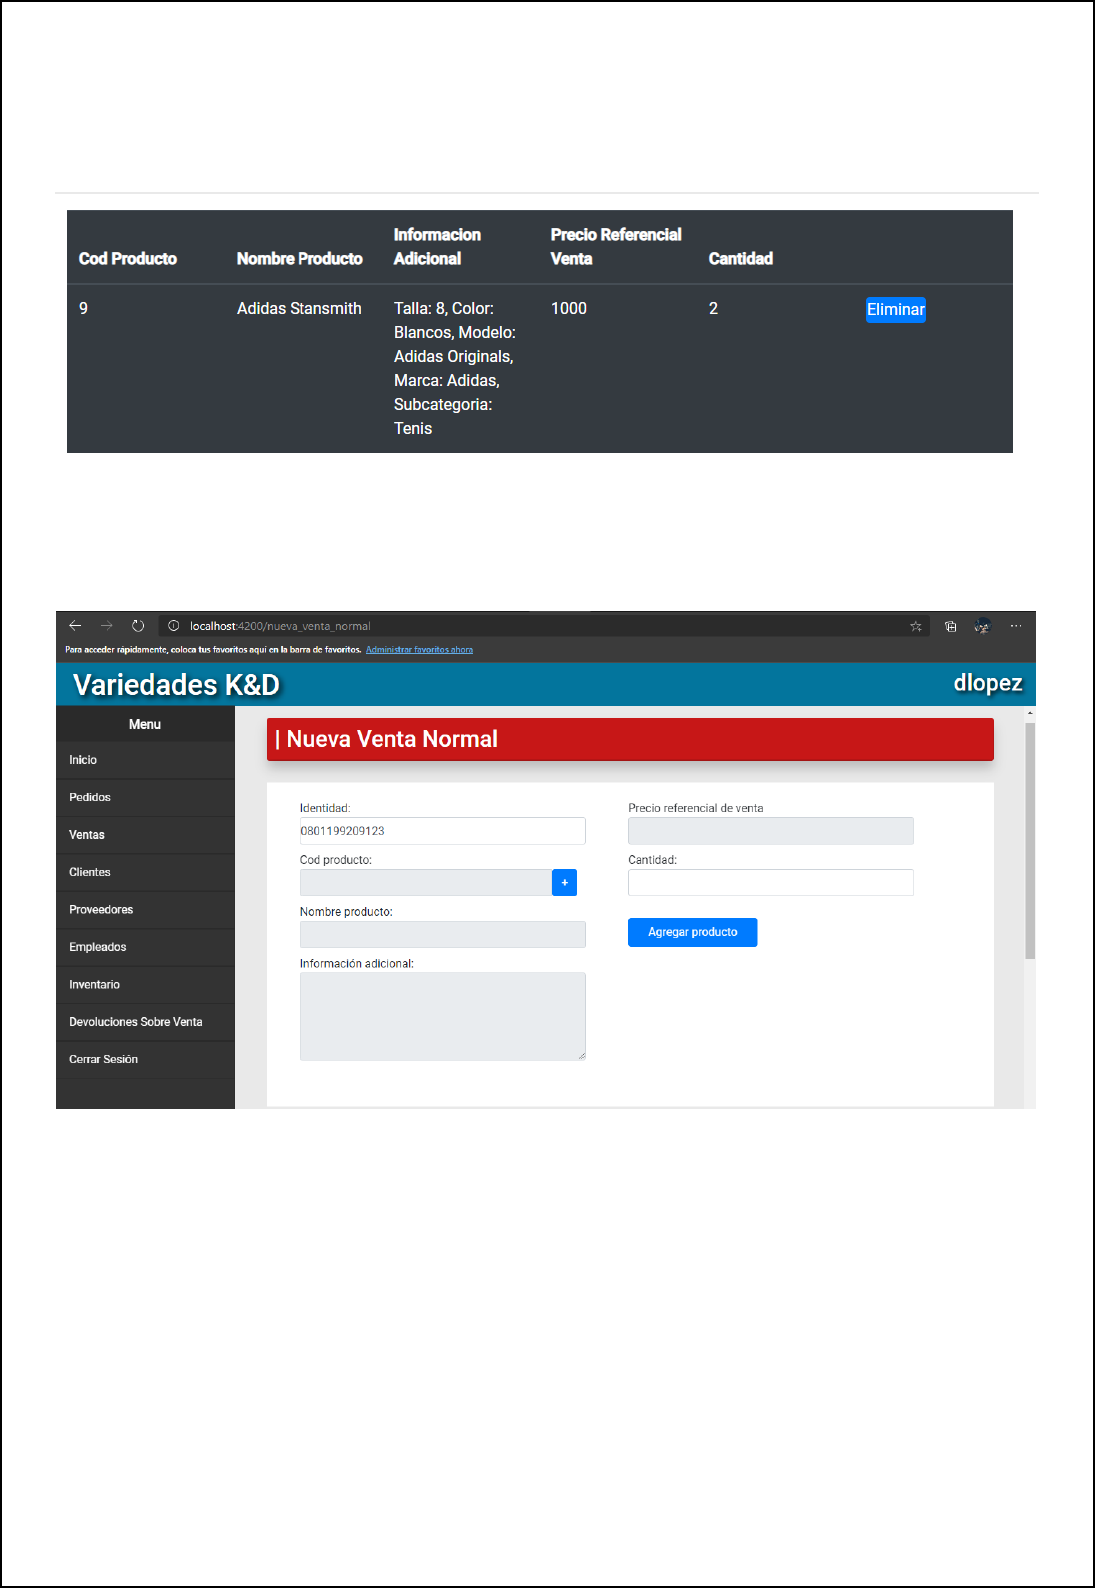 Cod Producto
Nombre Producto
Informacion
Adicional
Precio Referencial
Venta
Cantidad
9
Adidas Stansmith
Talla: 8, Color:
Blancos, Modelo:
Adidas Originals,
Marca: Adidas,
Subcategoria:
Tenis
1000
2
Eliminar
localhost:4200/nueva_venta_normal
Para acceder rápidamente, coloca tus favoritos aquí en la barra de favoritos. Administrar favoritos ahora
Variedades K&D
dlopez
Menu
Inicio
Pedidos
Ventas
Clientes
Proveedores
Empleados
Inventario
Devoluciones Sobre Venta
Cerrar Sesión
| Nueva Venta Normal
Identidad:
0801199209123
Cod producto:
+
Nombre producto:
Información adicional:
Precio referencial de venta
Cantidad:
Agregar producto